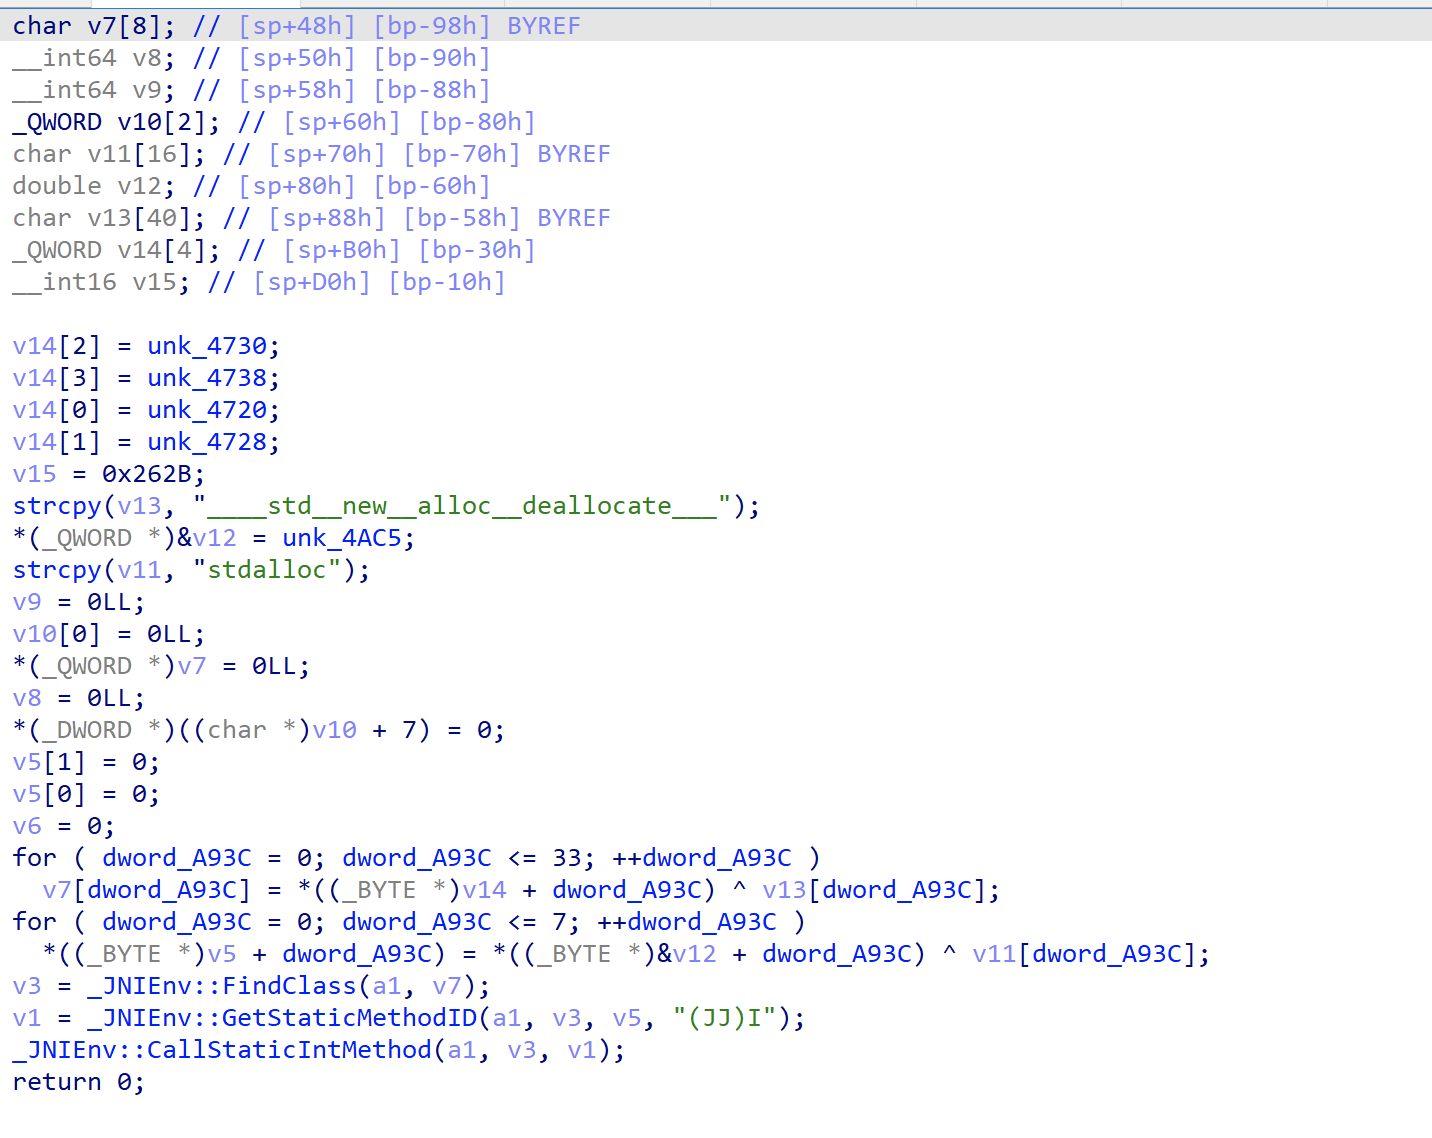 char v7[8]; // [sp+48h] [bp-98h] BYREF
__int64 v8; // [sp+50h] [bp-90h]
__int64 v9; // [sp+58h] [bp-88h]
_QWORD v10[2]; // [sp+60h] [bp-80h]
char v11[16]; // [sp+70h] [bp-70h] BYREF
double v12; // [sp+80h] [bp-60h]
char v13[40]; // [sp+88h] [bp-58h] BYREF
_QWORD v14[4]; // [sp+B0h] [bp-30h]
__int16 v15; // [sp+D0h] [bp-10h]

v14[2] = unk_4730;
v14[3] = unk_4738;
v14[0] = unk_4720;
v14[1] = unk_4728;
v15 = 0x262B;
strcpy(v13, "____std__new__alloc__deallocate___");
*(_QWORD *)&v12 = unk_4AC5;
strcpy(v11, "stdalloc");
v9 = 0LL;
v10[0] = 0LL;
*(_QWORD *)v7 = 0LL;
v8 = 0LL;
*(_DWORD *)((char *)v10 + 7) = 0;
v5[1] = 0;
v5[0] = 0;
v6 = 0;
for ( dword_A93C = 0; dword_A93C <= 33; ++dword_A93C )
  v7[dword_A93C] = *((_BYTE *)v14 + dword_A93C) ^ v13[dword_A93C];
for ( dword_A93C = 0; dword_A93C <= 7; ++dword_A93C )
  *((_BYTE *)v5 + dword_A93C) = *((_BYTE *)&v12 + dword_A93C) ^ v11[dword_A93C];
v3 = _JNIEnv::FindClass(a1, v7);
v1 = _JNIEnv::GetStaticMethodID(a1, v3, v5, "(JJ)I");
_JNIEnv::CallStaticIntMethod(a1, v3, v1);
return 0;